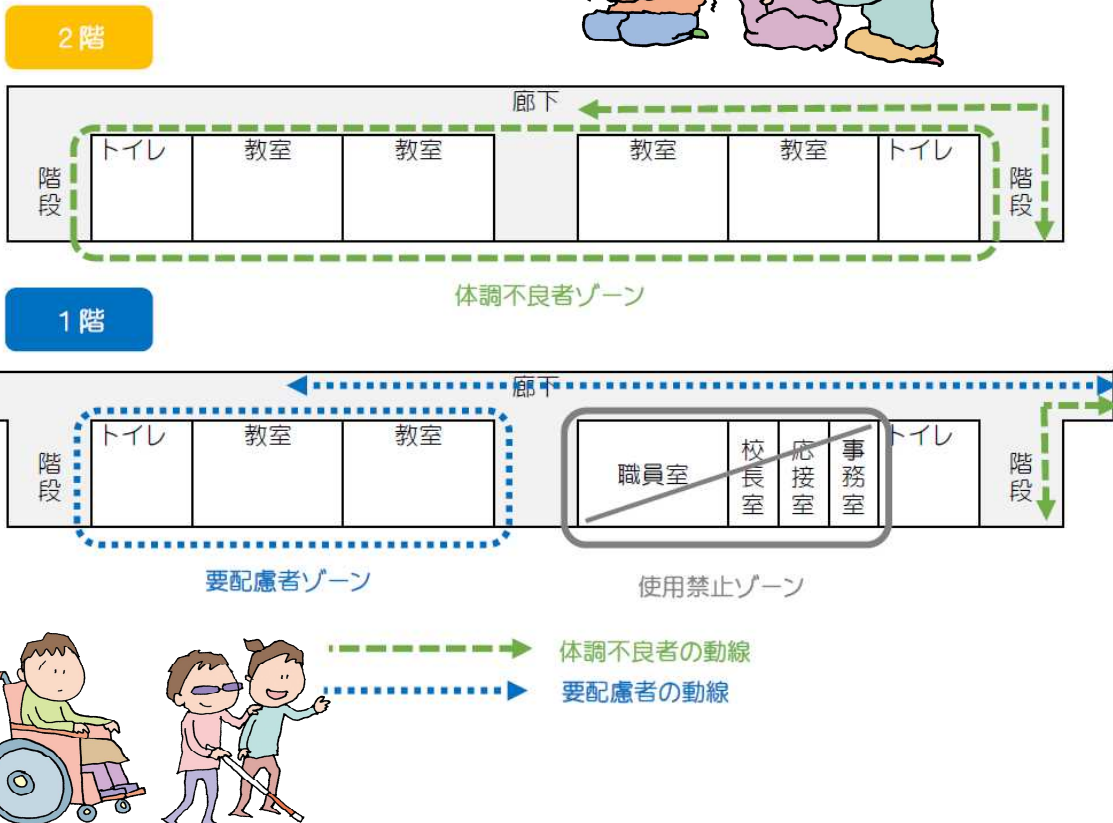 2階
廊下
トイレ 教室 教室 教室 教室 トイレ
階段 階段
体調不良者ゾーン
1階
廊下
トイレ 教室 教室 トイレ
階段 職員室 校長室 応接室 事務室 階段
要配慮者ゾーン 使用禁止ゾーン
体調不良者の動線
要配慮者の動線